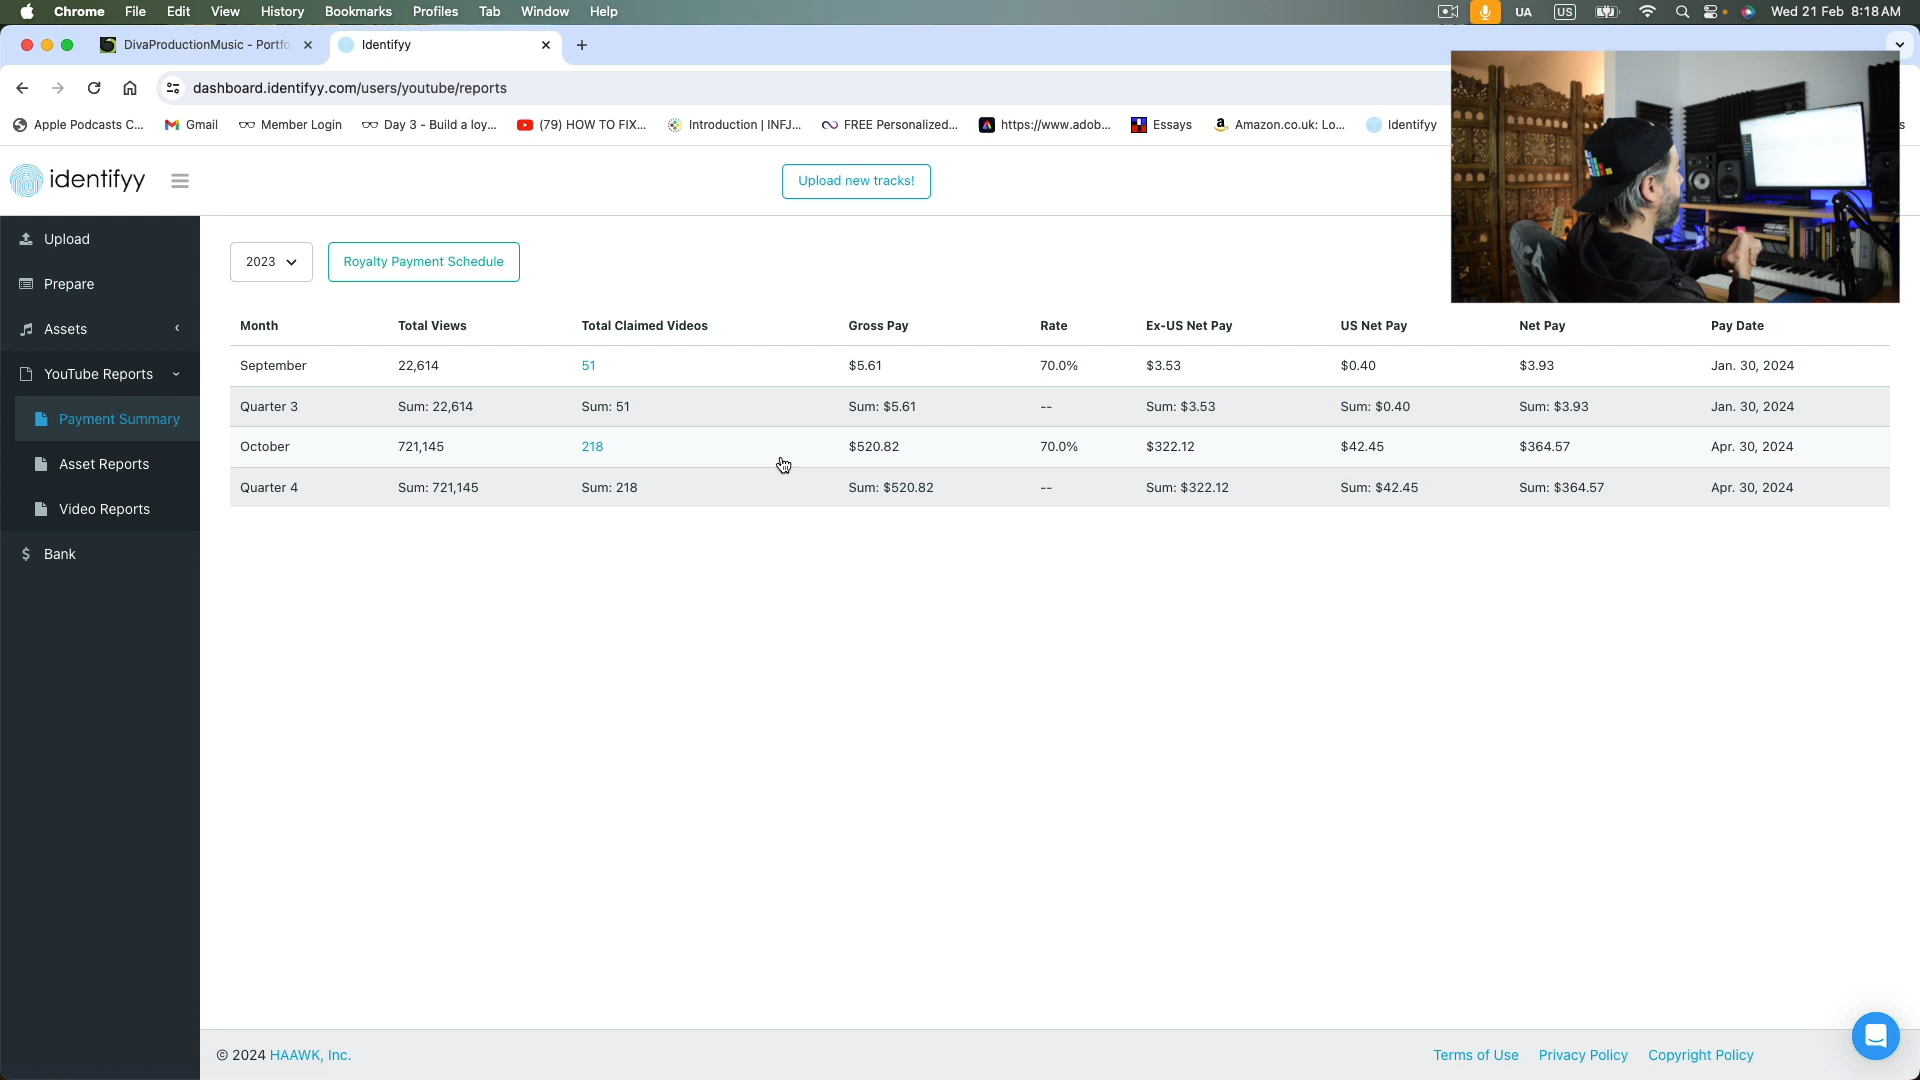 Chrome File Edit View History Bookmarks Profiles Tab Window Help UA US Wed 21 Feb 8:18 AM
DivaProductionMusic - Portfo Identifyy
dashboard.identifyy.com/users/youtube/reports
Apple Podcasts C... Gmail Member Login Day 3 - Build a loy... (79) HOW TO FIX... Introduction | INFJ... FREE Personalized... https://www.adob... Essays Amazon.co.uk: Lo... Identifyy s
identifyy
Upload new tracks!
Upload
Prepare
Assets
YouTube Reports
Payment Summary
Asset Reports
Video Reports
$ Bank
2023 Royalty Payment Schedule
Month Total Views Total Claimed Videos Gross Pay Rate Ex-US Net Pay US Net Pay Net Pay Pay Date
September 22,614 51 $5.61 70.0% $3.53 $0.40 $3.93 Jan. 30, 2024
Quarter 3 Sum: 22,614 Sum: 51 Sum: $5.61 -- Sum: $3.53 Sum: $0.40 Sum: $3.93 Jan. 30, 2024
October 721,145 218 $520.82 70.0% $322.12 $42.45 $364.57 Apr. 30, 2024
Quarter 4 Sum: 721,145 Sum: 218 Sum: $520.82 -- Sum: $322.12 Sum: $42.45 Sum: $364.57 Apr. 30, 2024
© 2024 HAAWK, Inc.
Terms of Use Privacy Policy Copyright Policy